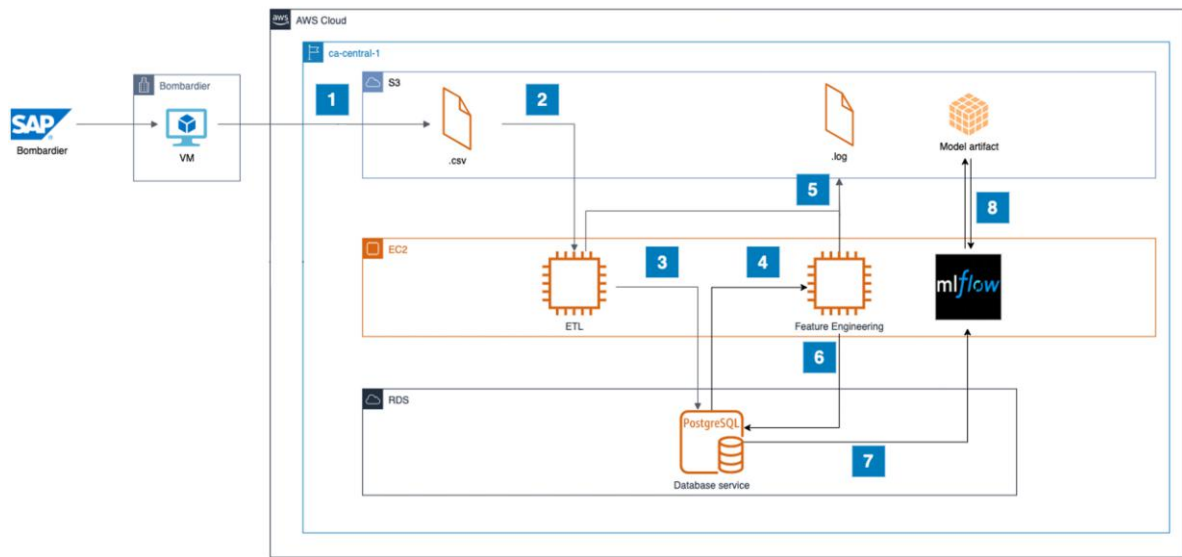 aws
AWS Cloud
ca-central-1
S3
Bombardier
SAP
Bombardier
VM
1
2
.csv
.log
Model artifact
5
8
EC2
3
4
mlflow
ETL
Feature Engineering
6
RDS
PostgreSQL
7
Database service